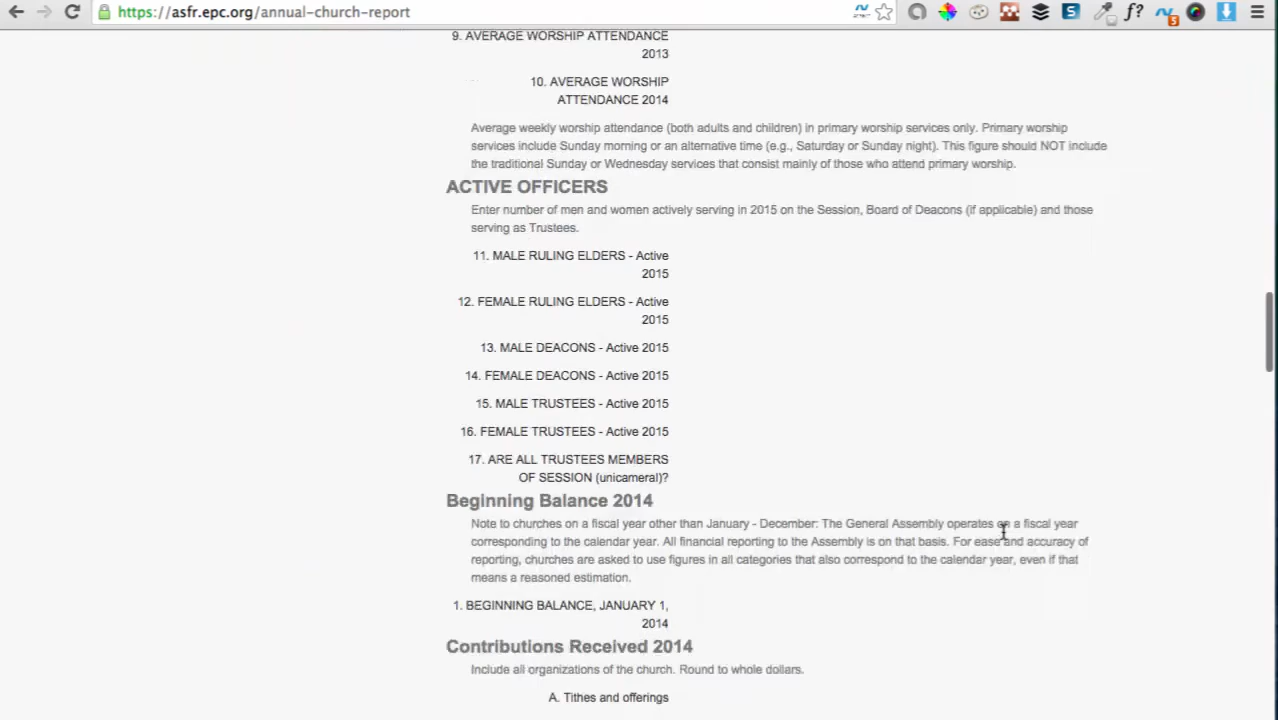 https://asfr.epc.org/annual-church-report
9. AVERAGE WORSHIP ATTENDANCE
2013
10. AVERAGE WORSHIP
ATTENDANCE 2014
Average weekly worship attendance (both adults and children) in primary worship services only. Primary worship
services include Sunday morning or an alternative time (e.g., Saturday or Sunday night). This figure should NOT include
the traditional Sunday or Wednesday services that consist mainly of those who attend primary worship.
ACTIVE OFFICERS
Enter number of men and women actively serving in 2015 on the Session, Board of Deacons (if applicable) and those
serving as Trustees.
11. MALE RULING ELDERS - Active
2015
12. FEMALE RULING ELDERS - Active
2015
13. MALE DEACONS - Active 2015
14. FEMALE DEACONS - Active 2015
15. MALE TRUSTEES - Active 2015
16. FEMALE TRUSTEES - Active 2015
17. ARE ALL TRUSTEES MEMBERS
OF SESSION (unicameral)?
Beginning Balance 2014
Note to churches on a fiscal year other than January - December: The General Assembly operates on a fiscal year
corresponding to the calendar year. All financial reporting to the Assembly is on that basis. For ease and accuracy of
reporting, churches are asked to use figures in all categories that also correspond to the calendar year, even if that
means a reasoned estimation.
1. BEGINNING BALANCE, JANUARY 1,
2014
Contributions Received 2014
Include all organizations of the church. Round to whole dollars.
A. Tithes and offerings